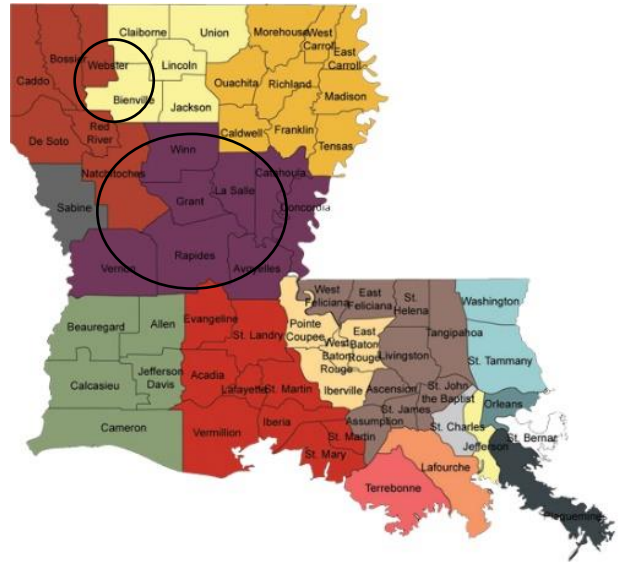 Claiborne
Union
Morehouse
West
Carroll
East
Carroll
Bossier
Webster
Lincoln
Caddo
Ouachita
Richland
Madison
Bienville
Jackson
De Soto
Red
River
Caldwell
Franklin
Tensas
Winn
Natchitoches
Catahoula
La Salle
Sabine
Grant
Concordia
Rapides
Vernon
Avoyelles
West
Feliciana
East
Feliciana
St.
Helena
Washington
Beauregard
Allen
Evangeline
St. Landry
Pointe
Coupee
West
Baton
Rouge
East
Baton
Rouge
Livingston
Tangipahoa
St. Tammany
Calcasieu
Jefferson
Davis
Acadia
Lafayette
St. Martin
Iberville
Ascension
St. John
the Baptist
Orleans
Cameron
Vermillion
Iberia
St. Martin
St. Mary
Assumption
St. James
St. Charles
Jefferson
St. Bernar
Terrebonne
Lafourche
Plaquemine